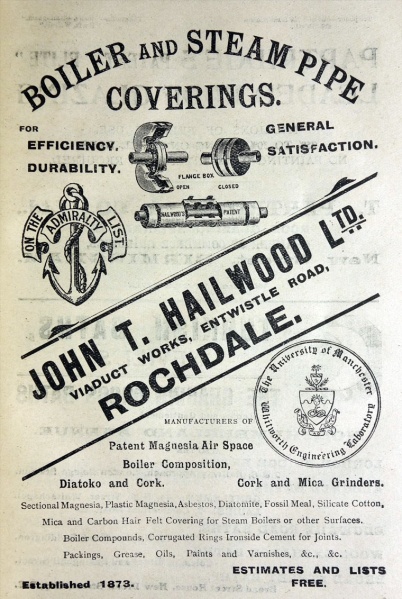 BOILER AND STEAM PIPE
COVERINGS.
FOR
EFFICIENCY.
DURABILITY.
GENERAL
SATISFACTION.
FLANGE BOX
OPEN CLOSED
HAILWOOD'S PATENT
ON THE
ADMIRALTY
LIST.
JOHN T. HAILWOOD LTD.
VIADUCT WORKS, ENTWISTLE ROAD,
ROCHDALE.
The University of Manchester
Whitworth Engineering Laboratory
MANUFACTURERS OF
Patent Magnesia Air Space
Boiler Composition,
Diatoko and Cork. Cork and Mica Grinders.
Sectional Magnesia, Plastic Magnesia, Asbestos, Diatomite, Fossil Meal, Silicate Cotton,
Mica and Carbon Hair Felt Covering for Steam Boilers or other Surfaces.
Boiler Compounds, Corrugated Rings Ironside Cement for Joints.
Packings, Grease, Oils, Paints and Varnishes, &c., &c.
Established 1873.
ESTIMATES AND LISTS
FREE.